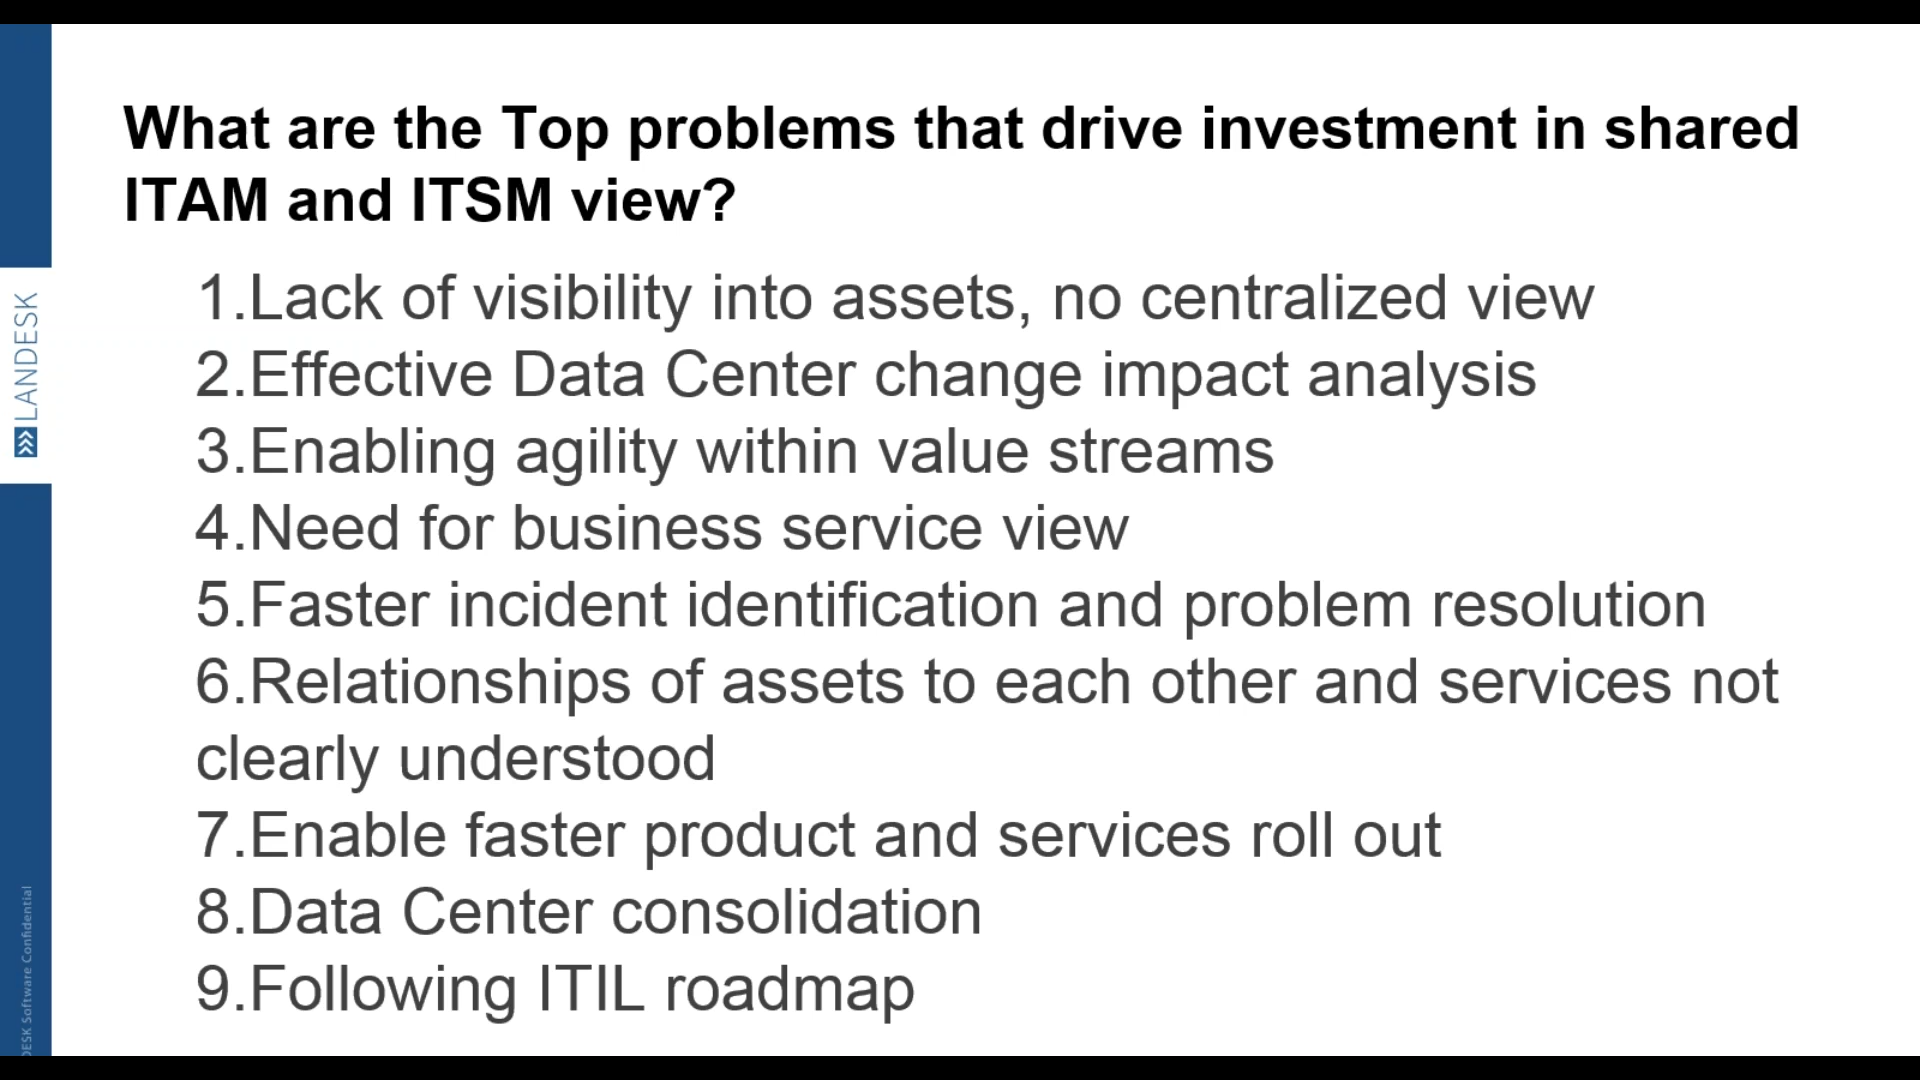 What are the Top problems that drive investment in shared
ITAM and ITSM view?
1.Lack of visibility into assets, no centralized view
2.Effective Data Center change impact analysis
3.Enabling agility within value streams
4.Need for business service view
5.Faster incident identification and problem resolution
6.Relationships of assets to each other and services not
clearly understood
7.Enable faster product and services roll out
8.Data Center consolidation
9.Following ITIL roadmap
LANDESK
DESK Software Confidential